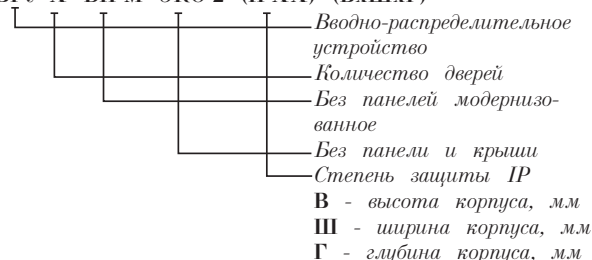 Вводно-распределительное
устройство
Количество дверей
Без панелей модернизо-
ванное
Без панели и крыши
Степень защиты IP
В - высота корпуса, мм
Ш - ширина корпуса, мм
Г - глубина корпуса, мм